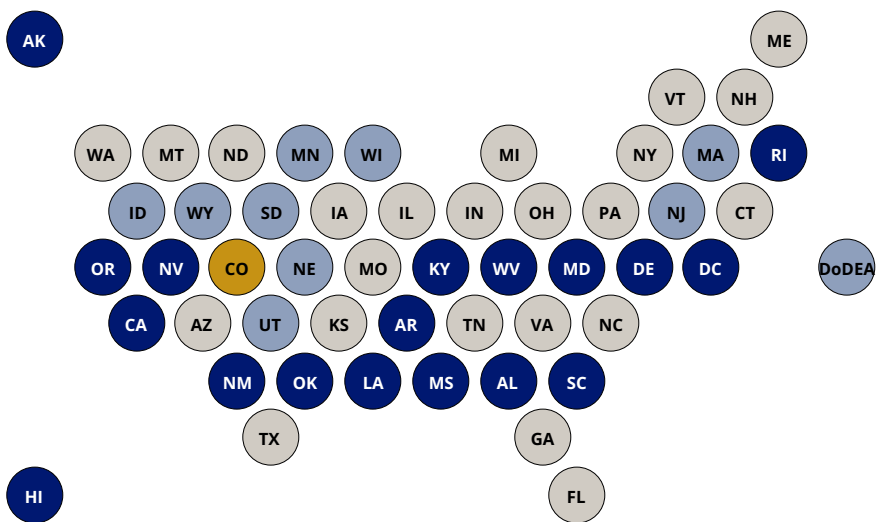 AK
ME
VT NH
WA MT ND MN WI MI NY MA RI
ID WY SD IA IL IN OH PA NJ CT
OR NV CO NE MO KY WV MD DE DC DoDEA
CA AZ UT KS AR TN VA NC
NM OK LA MS AL SC
TX GA
HI FL